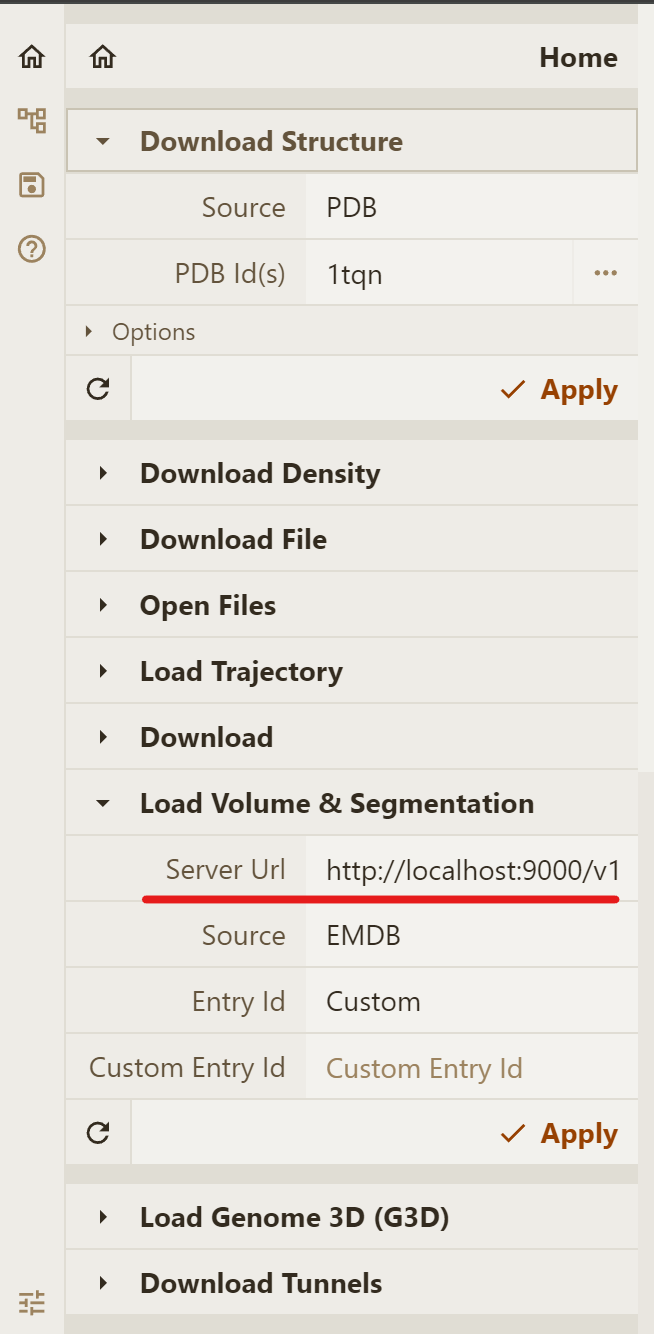 Home
Download Structure
Source PDB
PDB Id(s) 1tqn
Options
Apply
Download Density
Download File
Open Files
Load Trajectory
Download
Load Volume & Segmentation
Server Url http://localhost:9000/v1
Source EMDB
Entry Id Custom
Custom Entry Id Custom Entry Id
Apply
Load Genome 3D (G3D)
Download Tunnels